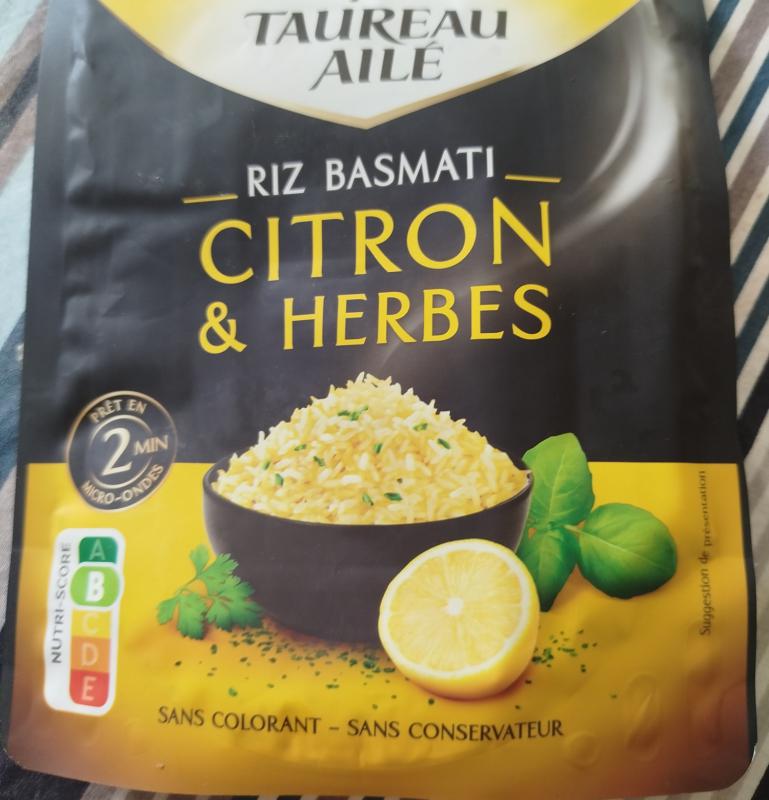 TAUREAU
AILÉ
RIZ BASMATI
CITRON
& HERBES
PRÊT EN
2 MIN
MICRO-ONDES
NUTRI-SCORE
A
B
C
D
E
Suggestion de présentation
SANS COLORANT – SANS CONSERVATEUR